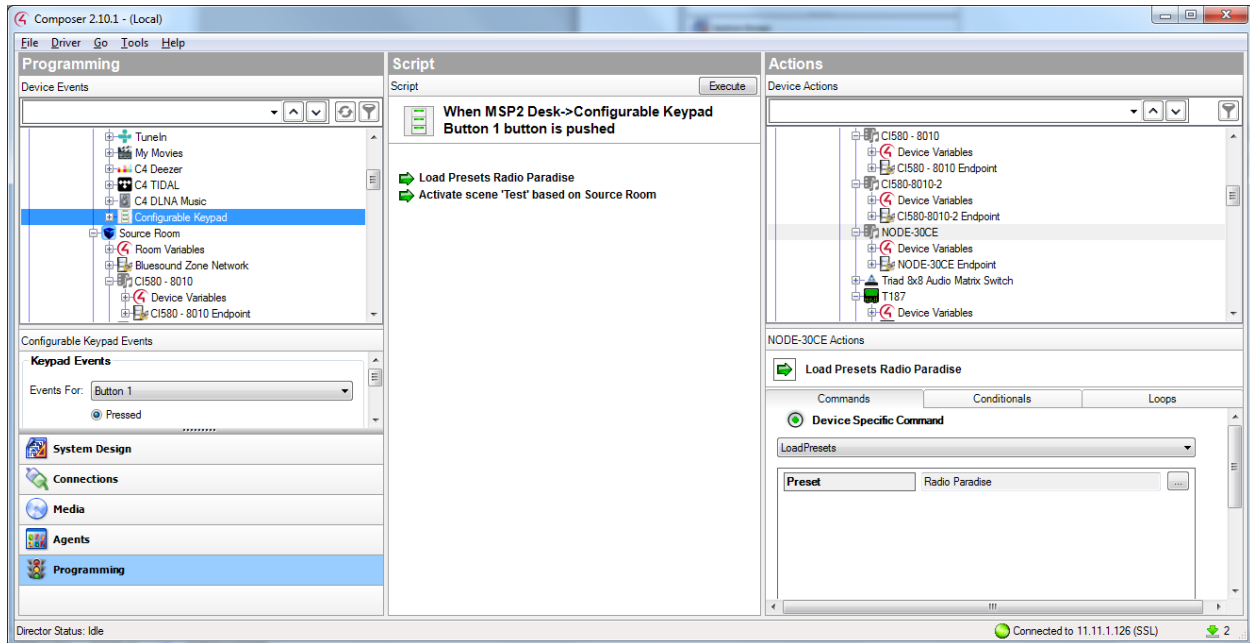 Composer 2.10.1 - (Local)
File Driver Go Tools Help
Programming
Device Events
TuneIn
My Movies
C4 Deezer
C4 TIDAL
C4 DLNA Music
Configurable Keypad
Source Room
Room Variables
Bluesound Zone Network
CI580 - 8010
Device Variables
CI580 - 8010 Endpoint
Configurable Keypad Events
Keypad Events
Events For: Button 1
Pressed
System Design
Connections
Media
Agents
Programming
Script
Script Execute
When MSP2 Desk->Configurable Keypad
Button 1 button is pushed
Load Presets Radio Paradise
Activate scene 'Test' based on Source Room
Actions
Device Actions
CI580 - 8010
Device Variables
CI580 - 8010 Endpoint
CI580-8010-2
Device Variables
CI580-8010-2 Endpoint
NODE-30CE
Device Variables
NODE-30CE Endpoint
Triad 8x8 Audio Matrix Switch
T187
Device Variables
NODE-30CE Actions
Load Presets Radio Paradise
Commands Conditionals Loops
Device Specific Command
LoadPresets
Preset Radio Paradise ...
Director Status: Idle
Connected to 11.11.1.126 (SSL) 2